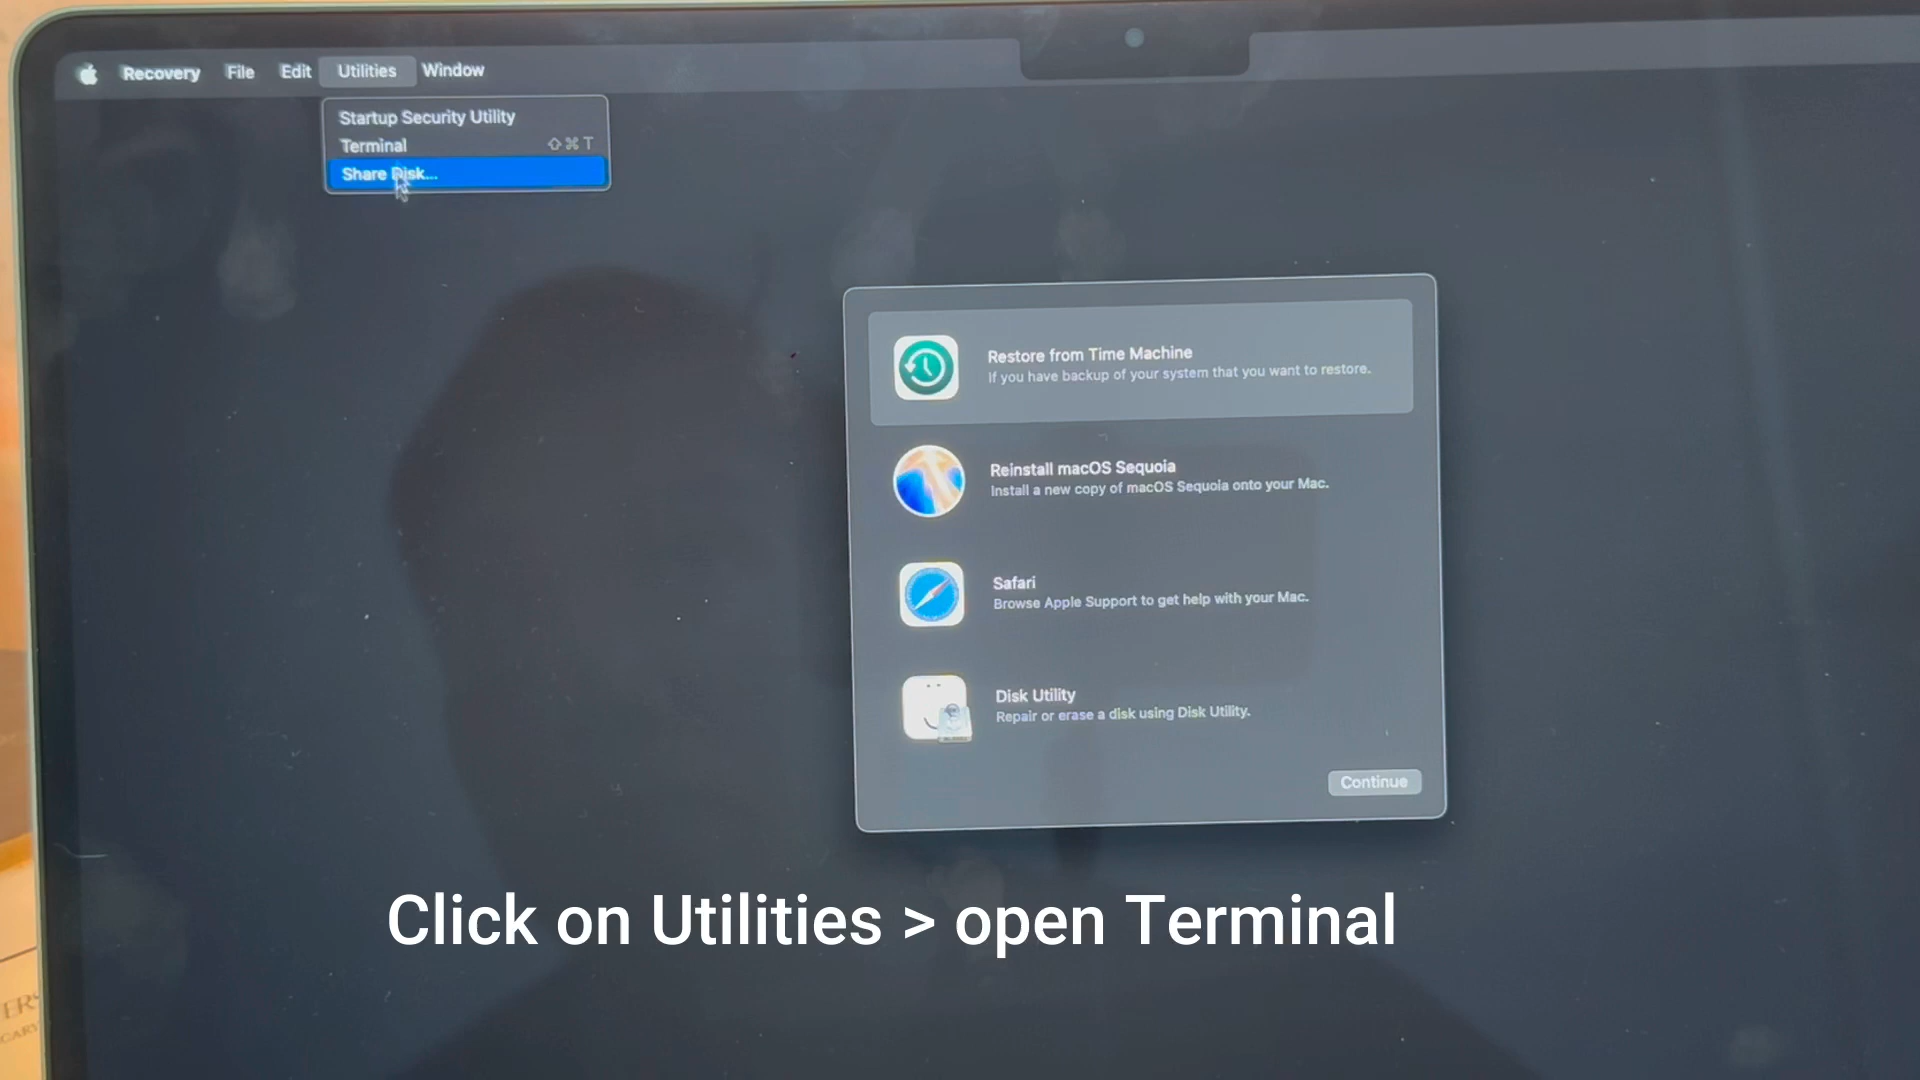 Recovery File Edit Utilities Window
Startup Security Utility
Terminal ⇧⌘T
Share Disk...
Restore from Time Machine
If you have backup of your system that you want to restore.
Reinstall macOS Sequoia
Install a new copy of macOS Sequoia onto your Mac.
Safari
Browse Apple Support to get help with your Mac.
Disk Utility
Repair or erase a disk using Disk Utility.
Continue
Click on Utilities > open Terminal